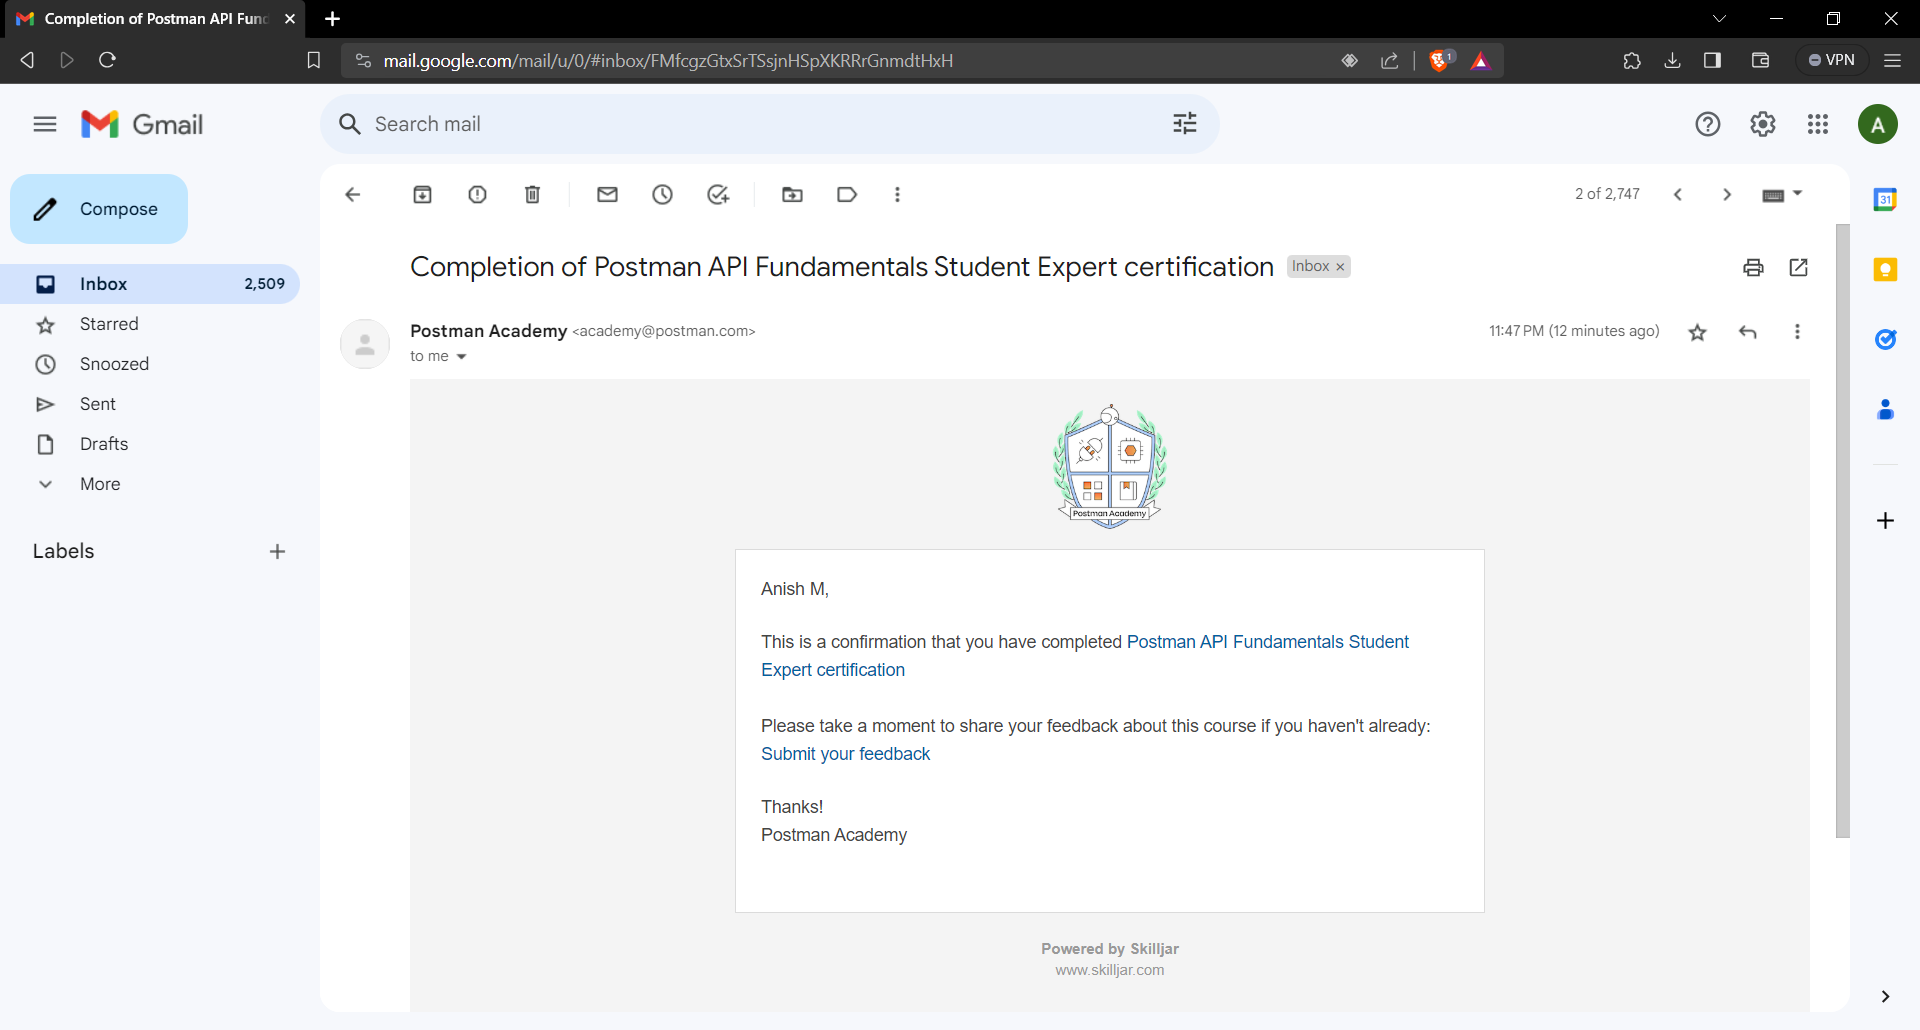 Completion of Postman API Fund
mail.google.com/mail/u/0/#inbox/FMfcgzGtxSrTSsjnHSpXKRRrGnmdtHxH
1
VPN
Gmail
Search mail
A
Compose
2 of 2,747
31
Completion of Postman API Fundamentals Student Expert certification
Inbox ×
Inbox 2,509
Starred
Snoozed
Sent
Drafts
More
Labels
Postman Academy <academy@postman.com>
11:47 PM (12 minutes ago)
to me
Postman Academy
Anish M,
This is a confirmation that you have completed Postman API Fundamentals Student
Expert certification
Please take a moment to share your feedback about this course if you haven't already:
Submit your feedback
Thanks!
Postman Academy
Powered by Skilljar
www.skilljar.com